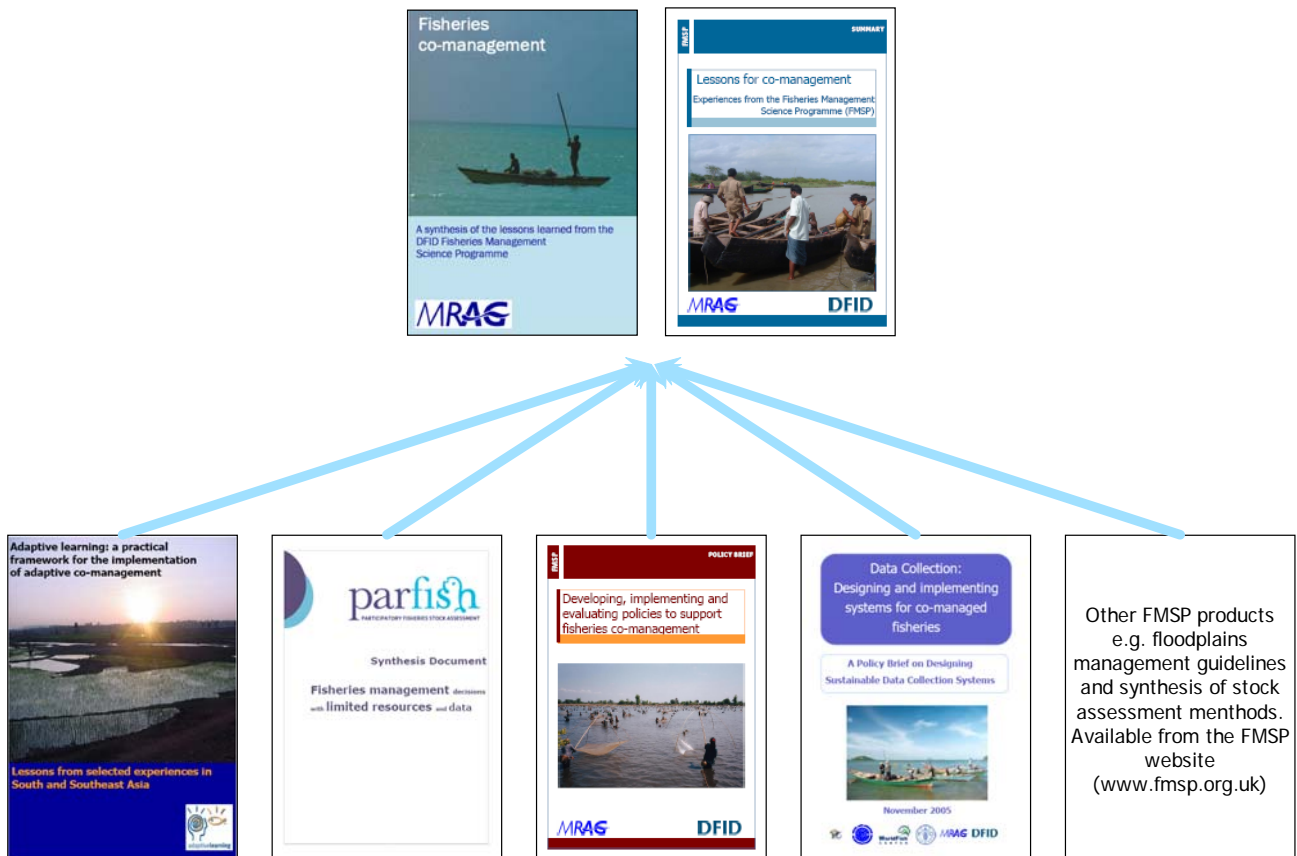 Fisheries
co-management
A synthesis of the lessons learned from the
DFID Fisheries Management
Science Programme
MRAG
FMSP
SUMMARY
Lessons for co-management
Experiences from the Fisheries Management
Science Programme (FMSP)
MRAG DFID
Adaptive learning: a practical
framework for the implementation
of adaptive co-management
Lessons from selected experiences in
South and Southeast Asia
adaptivelearning
parfish
PARTICIPATORY FISHERIES STOCK ASSESSMENT
Synthesis Document
Fisheries management decisions
with limited resources and data
FMSP
POLICY BRIEF
Developing, implementing and
evaluating policies to support
fisheries co-management
MRAG DFID
Data Collection:
Designing and implementing
systems for co-managed
fisheries
A Policy Brief on Designing
Sustainable Data Collection Systems
November 2005
WorldFish
CENTER
MRAG DFID
Other FMSP products
e.g. floodplains
management guidelines
and synthesis of stock
assessment menthods.
Available from the FMSP
website
(www.fmsp.org.uk)